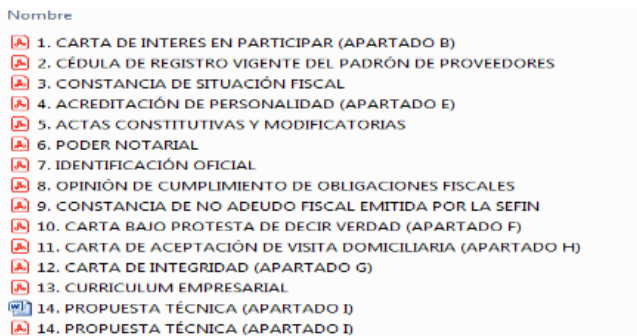 Nombre
1. CARTA DE INTERES EN PARTICIPAR (APARTADO B)
2. CÉDULA DE REGISTRO VIGENTE DEL PADRÓN DE PROVEEDORES
3. CONSTANCIA DE SITUACIÓN FISCAL
4. ACREDITACIÓN DE PERSONALIDAD (APARTADO E)
5. ACTAS CONSTITUTIVAS Y MODIFICATORIAS
6. PODER NOTARIAL
7. IDENTIFICACIÓN OFICIAL
8. OPINIÓN DE CUMPLIMIENTO DE OBLIGACIONES FISCALES
9. CONSTANCIA DE NO ADEUDO FISCAL EMITIDA POR LA SEFIN
10. CARTA BAJO PROTESTA DE DECIR VERDAD (APARTADO F)
11. CARTA DE ACEPTACIÓN DE VISITA DOMICILIARIA (APARTADO H)
12. CARTA DE INTEGRIDAD (APARTADO G)
13. CURRICULUM EMPRESARIAL
14. PROPUESTA TÉCNICA (APARTADO I)
14. PROPUESTA TÉCNICA (APARTADO I)